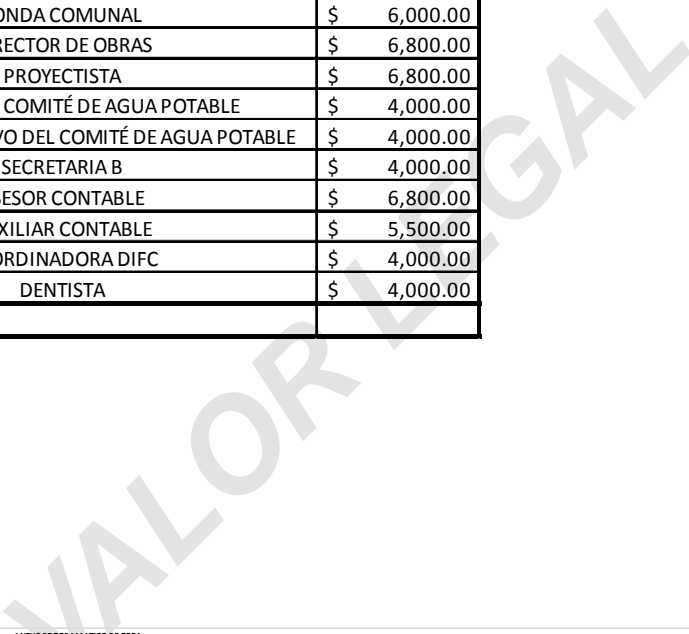 ONDA COMUNAL $ 6,000.00
RECTOR DE OBRAS $ 6,800.00
PROYECTISTA $ 6,800.00
COMITÉ DE AGUA POTABLE $ 4,000.00
VO DEL COMITÉ DE AGUA POTABLE $ 4,000.00
SECRETARIA B $ 4,000.00
SESOR CONTABLE $ 6,800.00
XILIAR CONTABLE $ 5,500.00
ORDINADORA DIFC $ 4,000.00
DENTISTA $ 4,000.00
VALOR LEGAL